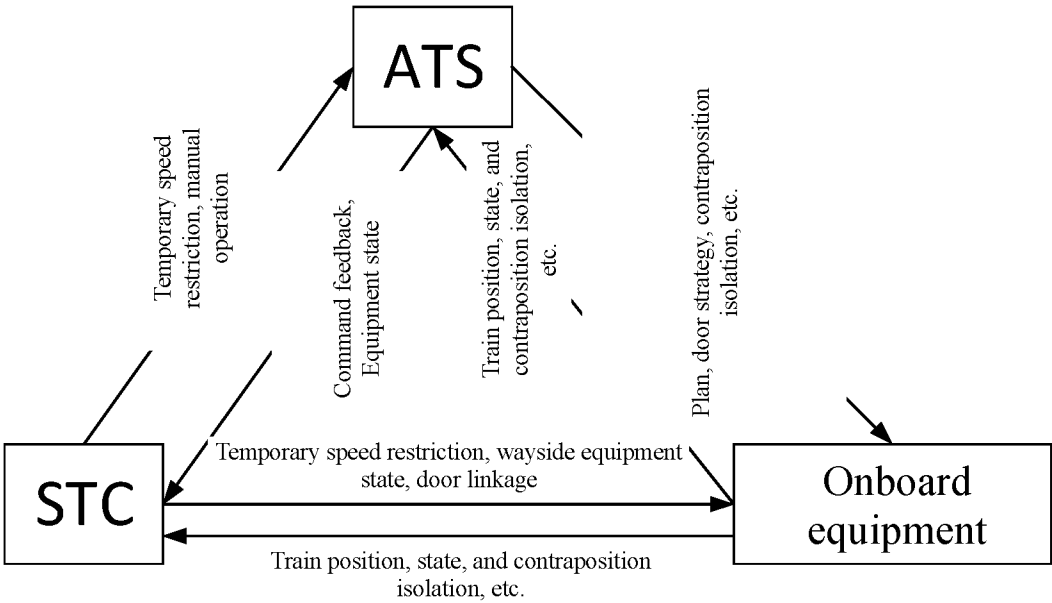 ATS
Temporary speed
restriction, manual
operation
Command feedback,
Equipment state
Train position, state, and
contraposition isolation,
etc.
Plan, door strategy, contraposition
isolation, etc.
Temporary speed restriction, wayside equipment
state, door linkage
STC
Onboard
equipment
Train position, state, and contraposition
isolation, etc.